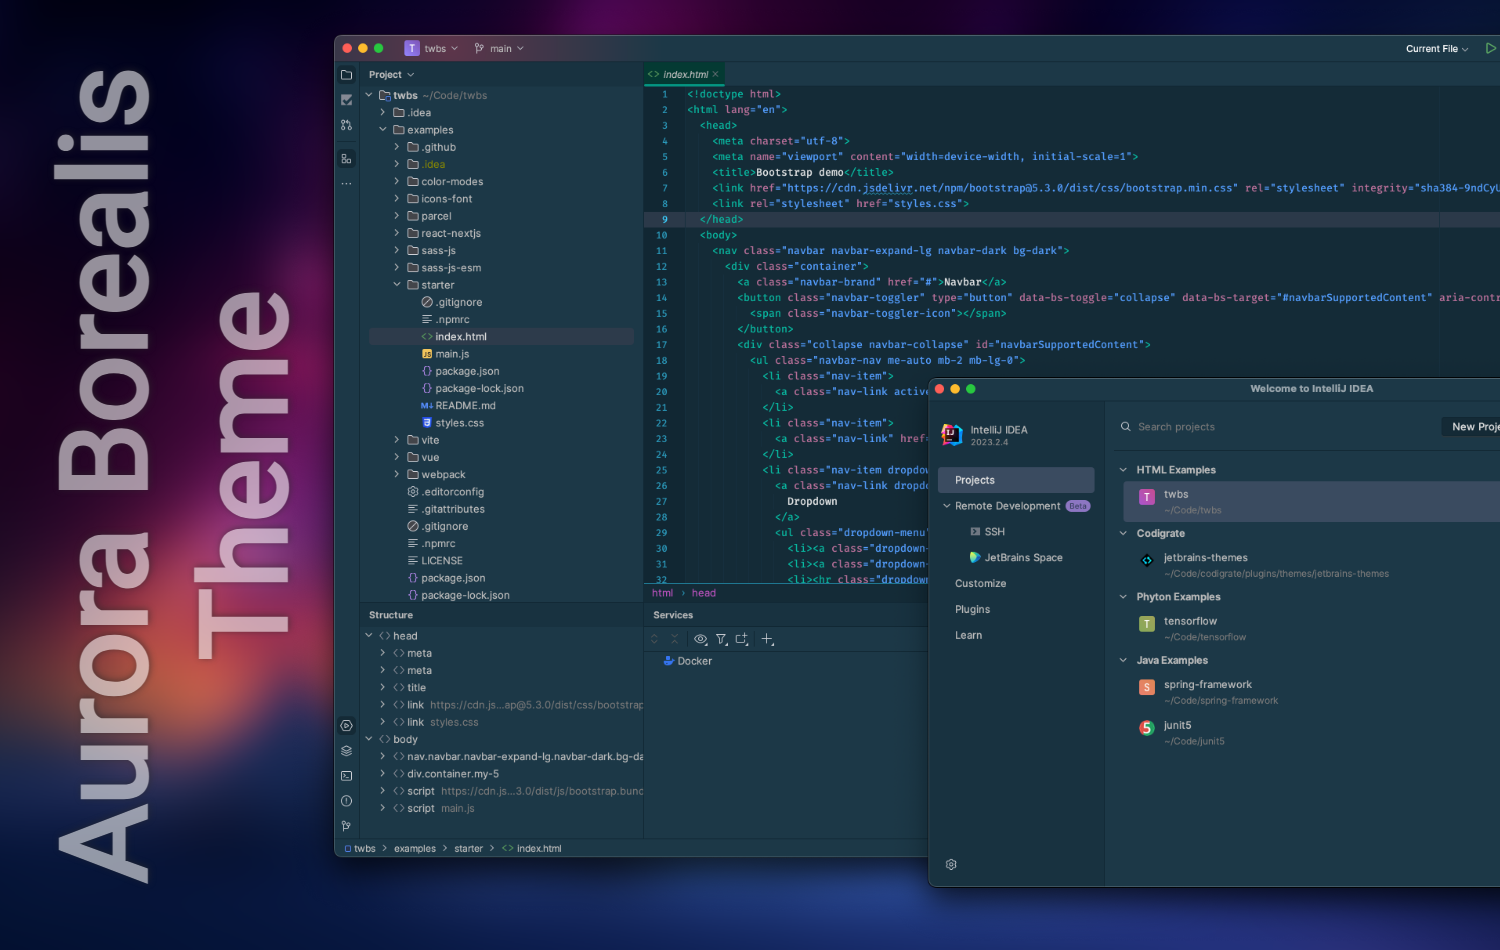 Aurora Borealis
Theme
T twbs
main
Current File
Project
twbs ~/Code/twbs
.idea
examples
.github
.idea
color-modes
icons-font
parcel
react-nextjs
sass-js
sass-js-esm
starter
.gitignore
.npmrc
index.html
main.js
package.json
package-lock.json
README.md
styles.css
vite
vue
webpack
.editorconfig
.gitattributes
.gitignore
.npmrc
LICENSE
package.json
package-lock.json
Structure
head
meta
meta
title
link https://cdn.js...ap@5.3.0/dist/css/bootstrap
link styles.css
body
nav.navbar.navbar-expand-lg.navbar-dark.bg-da
div.container.my-5
script https://cdn.js...3.0/dist/js/bootstrap.bunc
script main.js
twbs > examples > starter > <> index.html
<> index.html
1 <!doctype html>
2 <html lang="en">
3 <head>
4 <meta charset="utf-8">
5 <meta name="viewport" content="width=device-width, initial-scale=1">
6 <title>Bootstrap demo</title>
7 <link href="https://cdn.jsdelivr.net/npm/bootstrap@5.3.0/dist/css/bootstrap.min.css" rel="stylesheet" integrity="sha384-9ndCyU
8 <link rel="stylesheet" href="styles.css">
9 </head>
10 <body>
11 <nav class="navbar navbar-expand-lg navbar-dark bg-dark">
12 <div class="container">
13 <a class="navbar-brand" href="#">Navbar</a>
14 <button class="navbar-toggler" type="button" data-bs-toggle="collapse" data-bs-target="#navbarSupportedContent" aria-contr
15 <span class="navbar-toggler-icon"></span>
16 </button>
17 <div class="collapse navbar-collapse" id="navbarSupportedContent">
18 <ul class="navbar-nav me-auto mb-2 mb-lg-0">
19 <li class="nav-item">
20 <a class="nav-link active
21 </li>
22 <li class="nav-item">
23 <a class="nav-link" href=
24 </li>
25 <li class="nav-item dropdow
26 <a class="nav-link dropdo
27 Dropdown
28 </a>
29 <ul class="dropdown-menu"
30 <li><a class="dropdown-
31 <li><a class="dropdown-
32 <li><hr class="dropdown
html > head
Services
Docker
Welcome to IntelliJ IDEA
IntelliJ IDEA
2023.2.4
Projects
Remote Development Beta
SSH
JetBrains Space
Customize
Plugins
Learn
Search projects
New Proje
HTML Examples
T twbs
~/Code/twbs
Codigrate
jetbrains-themes
~/Code/codigrate/plugins/themes/jetbrains-themes
Phyton Examples
T tensorflow
~/Code/tensorflow
Java Examples
S spring-framework
~/Code/spring-framework
5 junit5
~/Code/junit5